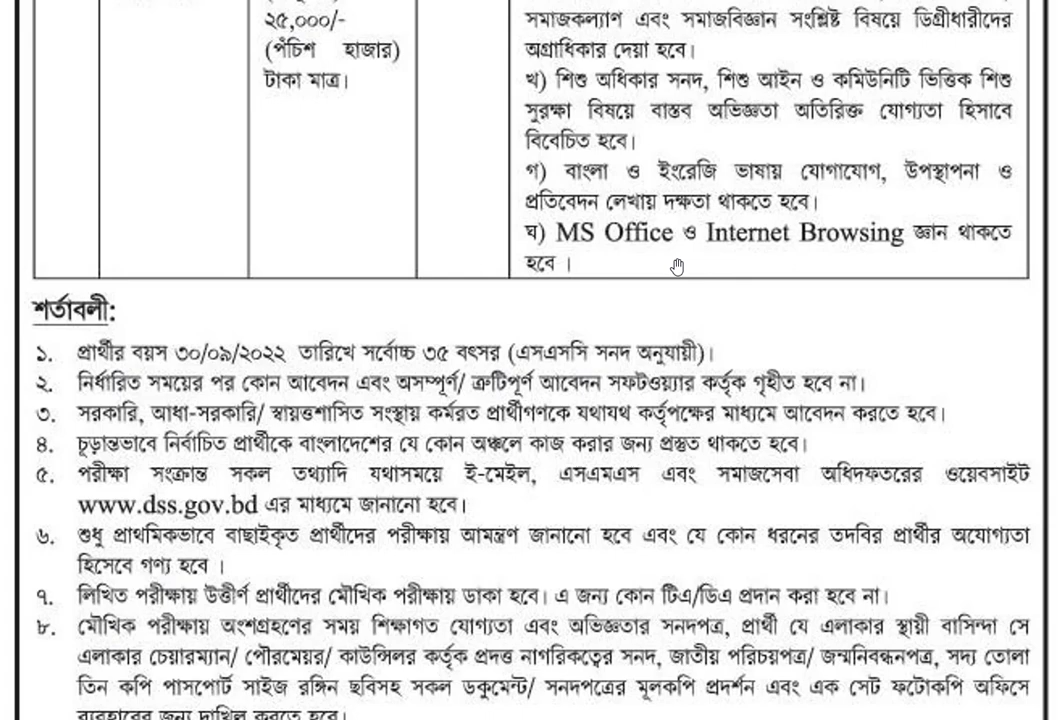 ২৫,০০০/-
(পঁচিশ হাজার)
টাকা মাত্র।
সমাজকল্যাণ এবং সমাজবিজ্ঞান সংশ্লিষ্ট বিষয়ে ডিগ্রীধারীদের
অগ্রাধিকার দেয়া হবে।
খ) শিশু অধিকার সনদ, শিশু আইন ও কমিউনিটি ভিত্তিক শিশু
সুরক্ষা বিষয়ে বাস্তব অভিজ্ঞতা অতিরিক্ত যোগ্যতা হিসাবে
বিবেচিত হবে।
গ) বাংলা ও ইংরেজি ভাষায় যোগাযোগ, উপস্থাপনা ও
প্রতিবেদন লেখায় দক্ষতা থাকতে হবে।
ঘ) MS Office ও Internet Browsing জ্ঞান থাকতে
হবে ।
শর্তাবলী:
১. প্রার্থীর বয়স ৩০/০৯/২০২২ তারিখে সর্বোচ্চ ৩৫ বৎসর (এসএসসি সনদ অনুযায়ী)।
২. নির্ধারিত সময়ের পর কোন আবেদন এবং অসম্পূর্ণ/ ত্রুটিপূর্ণ আবেদন সফটওয়্যার কর্তৃক গৃহীত হবে না।
৩. সরকারি, আধা-সরকারি/ স্বায়ত্তশাসিত সংস্থায় কর্মরত প্রার্থীগণকে যথাযথ কর্তৃপক্ষের মাধ্যমে আবেদন করতে হবে।
৪. চূড়ান্তভাবে নির্বাচিত প্রার্থীকে বাংলাদেশের যে কোন অঞ্চলে কাজ করার জন্য প্রস্তুত থাকতে হবে।
৫. পরীক্ষা সংক্রান্ত সকল তথ্যাদি যথাসময়ে ই-মেইল, এসএমএস এবং সমাজসেবা অধিদফতরের ওয়েবসাইট
www.dss.gov.bd এর মাধ্যমে জানানো হবে।
৬. শুধু প্রাথমিকভাবে বাছাইকৃত প্রার্থীদের পরীক্ষায় আমন্ত্রণ জানানো হবে এবং যে কোন ধরনের তদবির প্রার্থীর অযোগ্যতা
হিসেবে গণ্য হবে ।
৭. লিখিত পরীক্ষায় উত্তীর্ণ প্রার্থীদের মৌখিক পরীক্ষায় ডাকা হবে। এ জন্য কোন টিএ/ডিএ প্রদান করা হবে না।
৮. মৌখিক পরীক্ষায় অংশগ্রহণের সময় শিক্ষাগত যোগ্যতা এবং অভিজ্ঞতার সনদপত্র, প্রার্থী যে এলাকার স্থায়ী বাসিন্দা সে
এলাকার চেয়ারম্যান/ পৌরমেয়র/ কাউন্সিলর কর্তৃক প্রদত্ত নাগরিকত্বের সনদ, জাতীয় পরিচয়পত্র/ জন্মনিবন্ধনপত্র, সদ্য তোলা
তিন কপি পাসপোর্ট সাইজ রঙ্গিন ছবিসহ সকল ডকুমেন্ট/ সনদপত্রের মূলকপি প্রদর্শন এবং এক সেট ফটোকপি অফিসে
ব্যবহারের জন্য দাখিল করতে হবে।